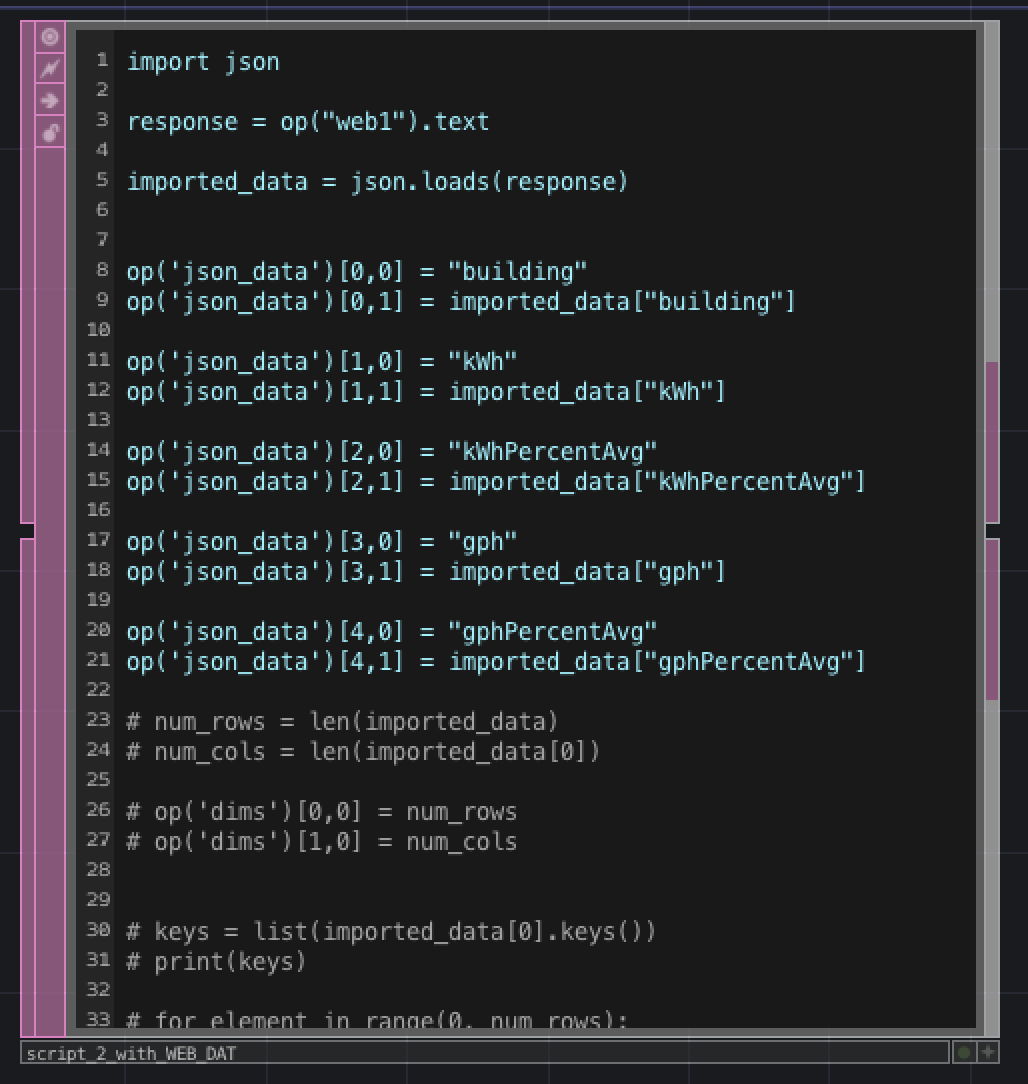 1 import json
2
3 response = op("web1").text
4
5 imported_data = json.loads(response)
6
7
8 op('json_data')[0,0] = "building"
9 op('json_data')[0,1] = imported_data["building"]
10
11 op('json_data')[1,0] = "kWh"
12 op('json_data')[1,1] = imported_data["kWh"]
13
14 op('json_data')[2,0] = "kWhPercentAvg"
15 op('json_data')[2,1] = imported_data["kWhPercentAvg"]
16
17 op('json_data')[3,0] = "gph"
18 op('json_data')[3,1] = imported_data["gph"]
19
20 op('json_data')[4,0] = "gphPercentAvg"
21 op('json_data')[4,1] = imported_data["gphPercentAvg"]
22
23 # num_rows = len(imported_data)
24 # num_cols = len(imported_data[0])
25
26 # op('dims')[0,0] = num_rows
27 # op('dims')[1,0] = num_cols
28
29
30 # keys = list(imported_data[0].keys())
31 # print(keys)
32
33 # for element in range(0, num_rows):
script_2_with_WEB_DAT